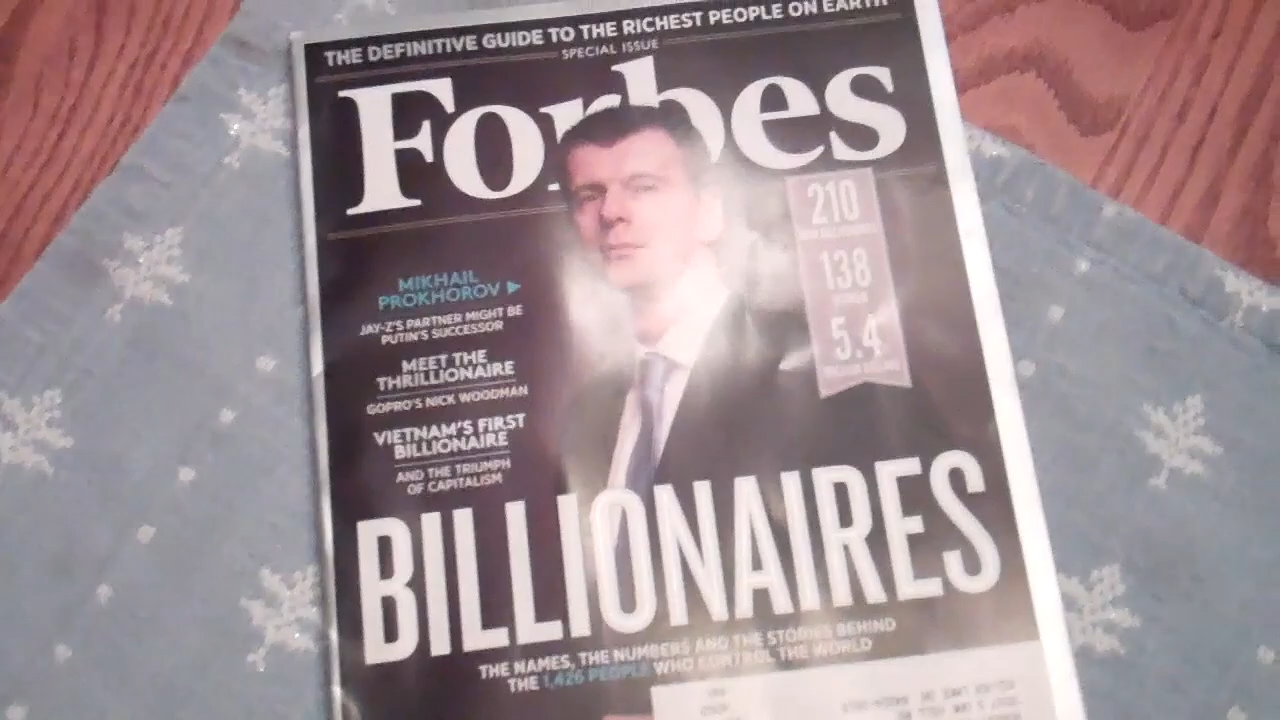 THE DEFINITIVE GUIDE TO THE RICHEST PEOPLE ON EARTH
SPECIAL ISSUE
Forbes
210
138
5.4
MIKHAIL
PROKHOROV ▶
JAY-Z'S PARTNER MIGHT BE
PUTIN'S SUCCESSOR
MEET THE
THRILLIONAIRE
GOPRO'S NICK WOODMAN
VIETNAM'S FIRST
BILLIONAIRE
AND THE TRIUMPH
OF CAPITALISM
BILLIONAIRES
THE NAMES, THE NUMBERS AND THE STORIES BEHIND
THE 1,426 PEOPLE WHO CONTROL THE WORLD